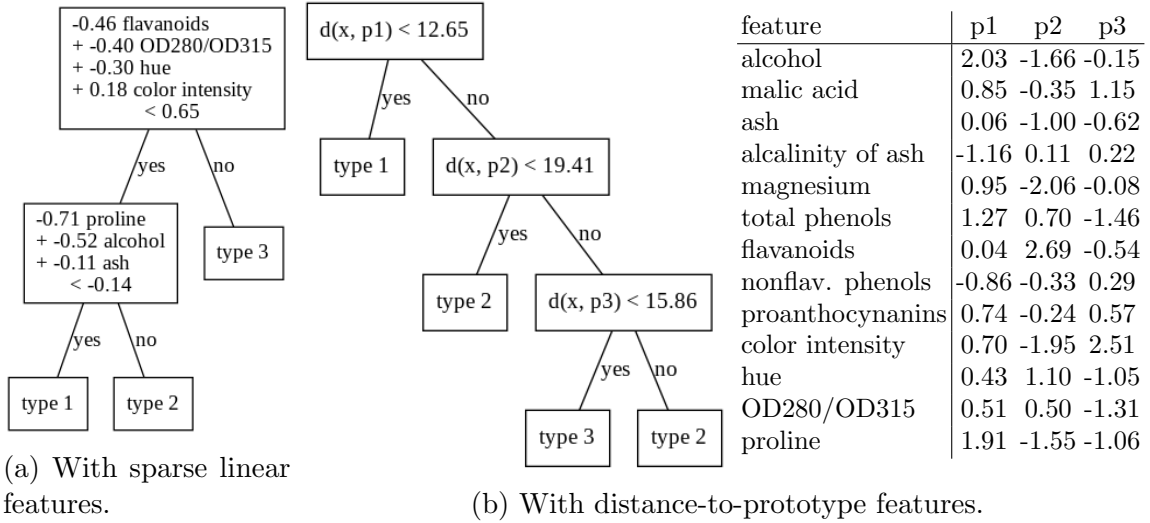 -0.46 flavanoids
+ -0.40 OD280/OD315
+ -0.30 hue
+ 0.18 color intensity
< 0.65
yes
no
-0.71 proline
+ -0.52 alcohol
+ -0.11 ash
< -0.14
type 3
yes
no
type 1
type 2
(a) With sparse linear
features.
d(x, p1) < 12.65
yes
no
type 1
d(x, p2) < 19.41
yes
no
type 2
d(x, p3) < 15.86
yes
no
type 3
type 2
feature p1 p2 p3
alcohol 2.03 -1.66 -0.15
malic acid 0.85 -0.35 1.15
ash 0.06 -1.00 -0.62
alcalinity of ash -1.16 0.11 0.22
magnesium 0.95 -2.06 -0.08
total phenols 1.27 0.70 -1.46
flavanoids 0.04 2.69 -0.54
nonflav. phenols -0.86 -0.33 0.29
proanthocynanins 0.74 -0.24 0.57
color intensity 0.70 -1.95 2.51
hue 0.43 1.10 -1.05
OD280/OD315 0.51 0.50 -1.31
proline 1.91 -1.55 -1.06
(b) With distance-to-prototype features.